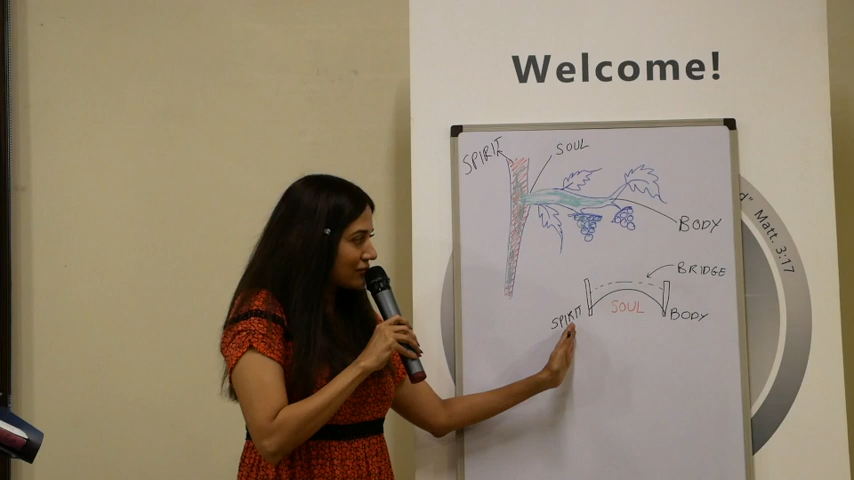 Welcome!
SPIRIT
SOUL
BODY
d" Matt. 3:17
BRIDGE
SPIRIT
SOUL
BODY